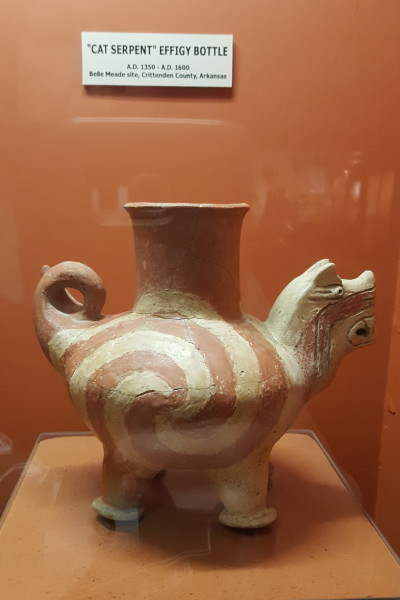 "CAT SERPENT" EFFIGY BOTTLE
A.D. 1350 - A.D. 1600
Belle Meade site, Crittenden County, Arkansas